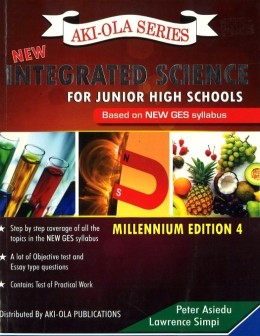 AKI-OLA SERIES
NEW
INTEGRATED SCIENCE
FOR JUNIOR HIGH SCHOOLS
Based on NEW GES syllabus
N
S
MILLENNIUM EDITION 4
Step by step coverage of all the
topics in the NEW GES syllabus
A lot of Objective test and
Essay type questions
Contains Test of Practical Work
Distributed By AKI-OLA PUBLICATIONS
Peter Asiedu
Lawrence Simpi